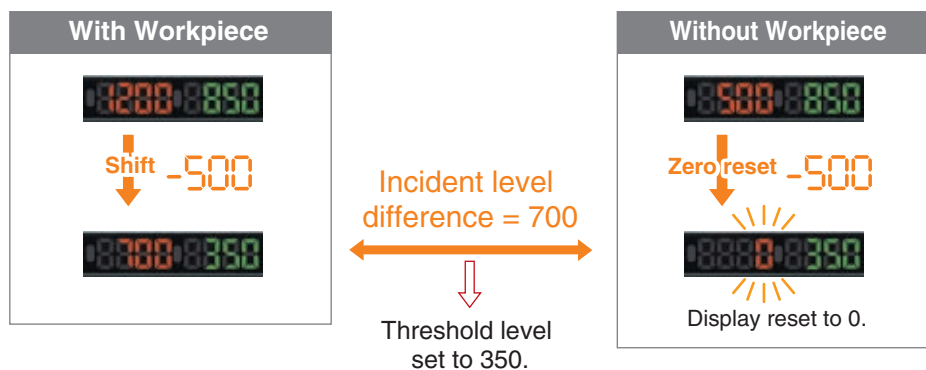 With Workpiece
1200 850
Shift -500
700 350
Incident level
difference = 700
Threshold level
set to 350.
Without Workpiece
500 850
Zero reset -500
0 350
Display reset to 0.